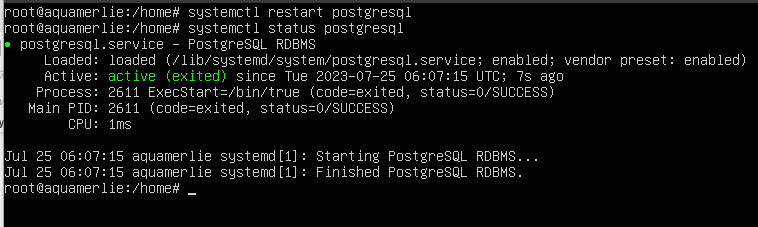 root@aquamerlie:/home# systemctl restart postgresql
root@aquamerlie:/home# systemctl status postgresql
● postgresql.service - PostgreSQL RDBMS
     Loaded: loaded (/lib/systemd/system/postgresql.service; enabled; vendor preset: enabled)
     Active: active (exited) since Tue 2023-07-25 06:07:15 UTC; 7s ago
    Process: 2611 ExecStart=/bin/true (code=exited, status=0/SUCCESS)
   Main PID: 2611 (code=exited, status=0/SUCCESS)
        CPU: 1ms

Jul 25 06:07:15 aquamerlie systemd[1]: Starting PostgreSQL RDBMS...
Jul 25 06:07:15 aquamerlie systemd[1]: Finished PostgreSQL RDBMS.
root@aquamerlie:/home# _